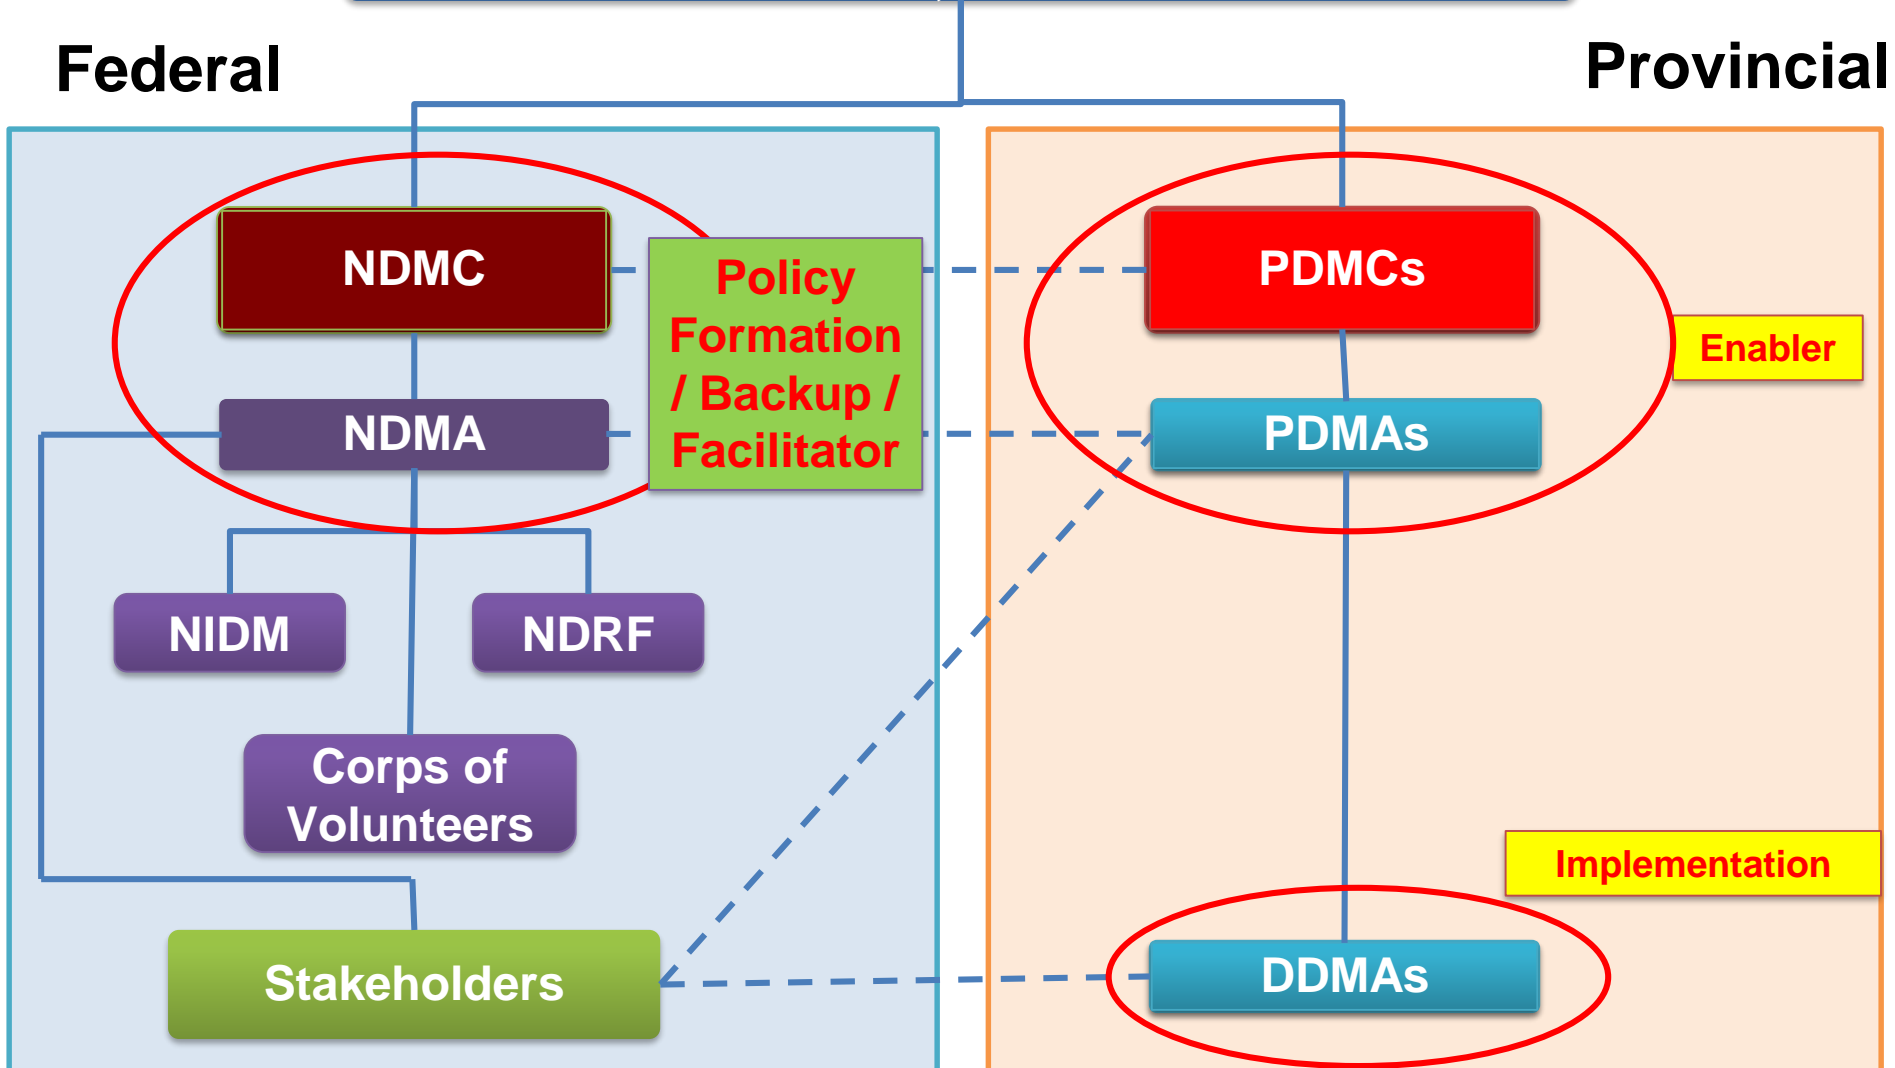 Federal
Provincial
NDMC
Policy
Formation
/ Backup /
Facilitator
PDMCs
Enabler
NDMA
PDMAs
NIDM
NDRF
Corps of
Volunteers
Implementation
Stakeholders
DDMAs